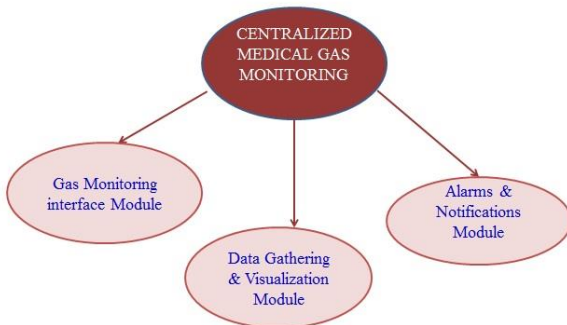 CENTRALIZED
MEDICAL GAS
MONITORING
Gas Monitoring
interface Module
Data Gathering
& Visualization
Module
Alarms &
Notifications
Module